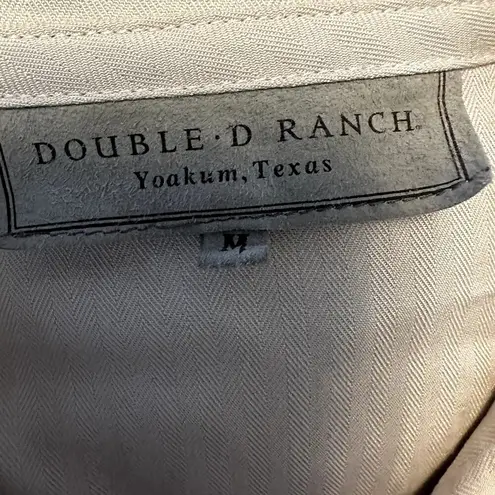 DOUBLE·D RANCH
Yoakum, Texas
M